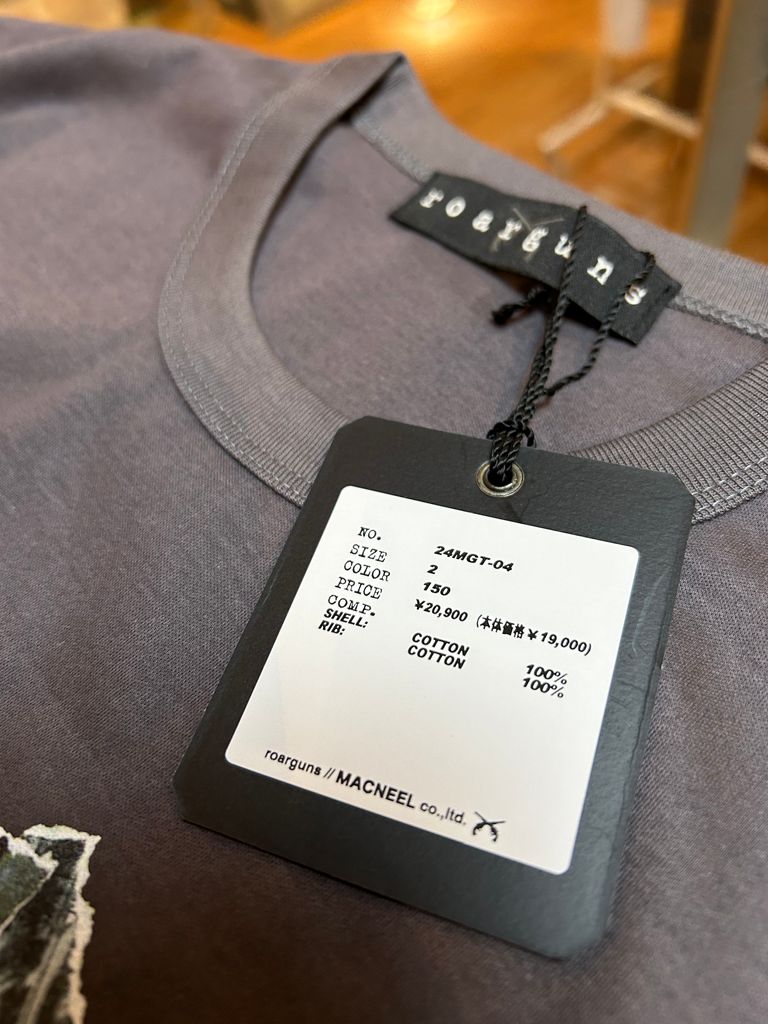 roarguns
NO. 24MGT-04
SIZE 2
COLOR 150
PRICE ¥20,900 (本体価格¥19,000)
COMP.
SHELL: COTTON 100%
RIB: COTTON 100%
roarguns // MACNEEL co.,ltd.